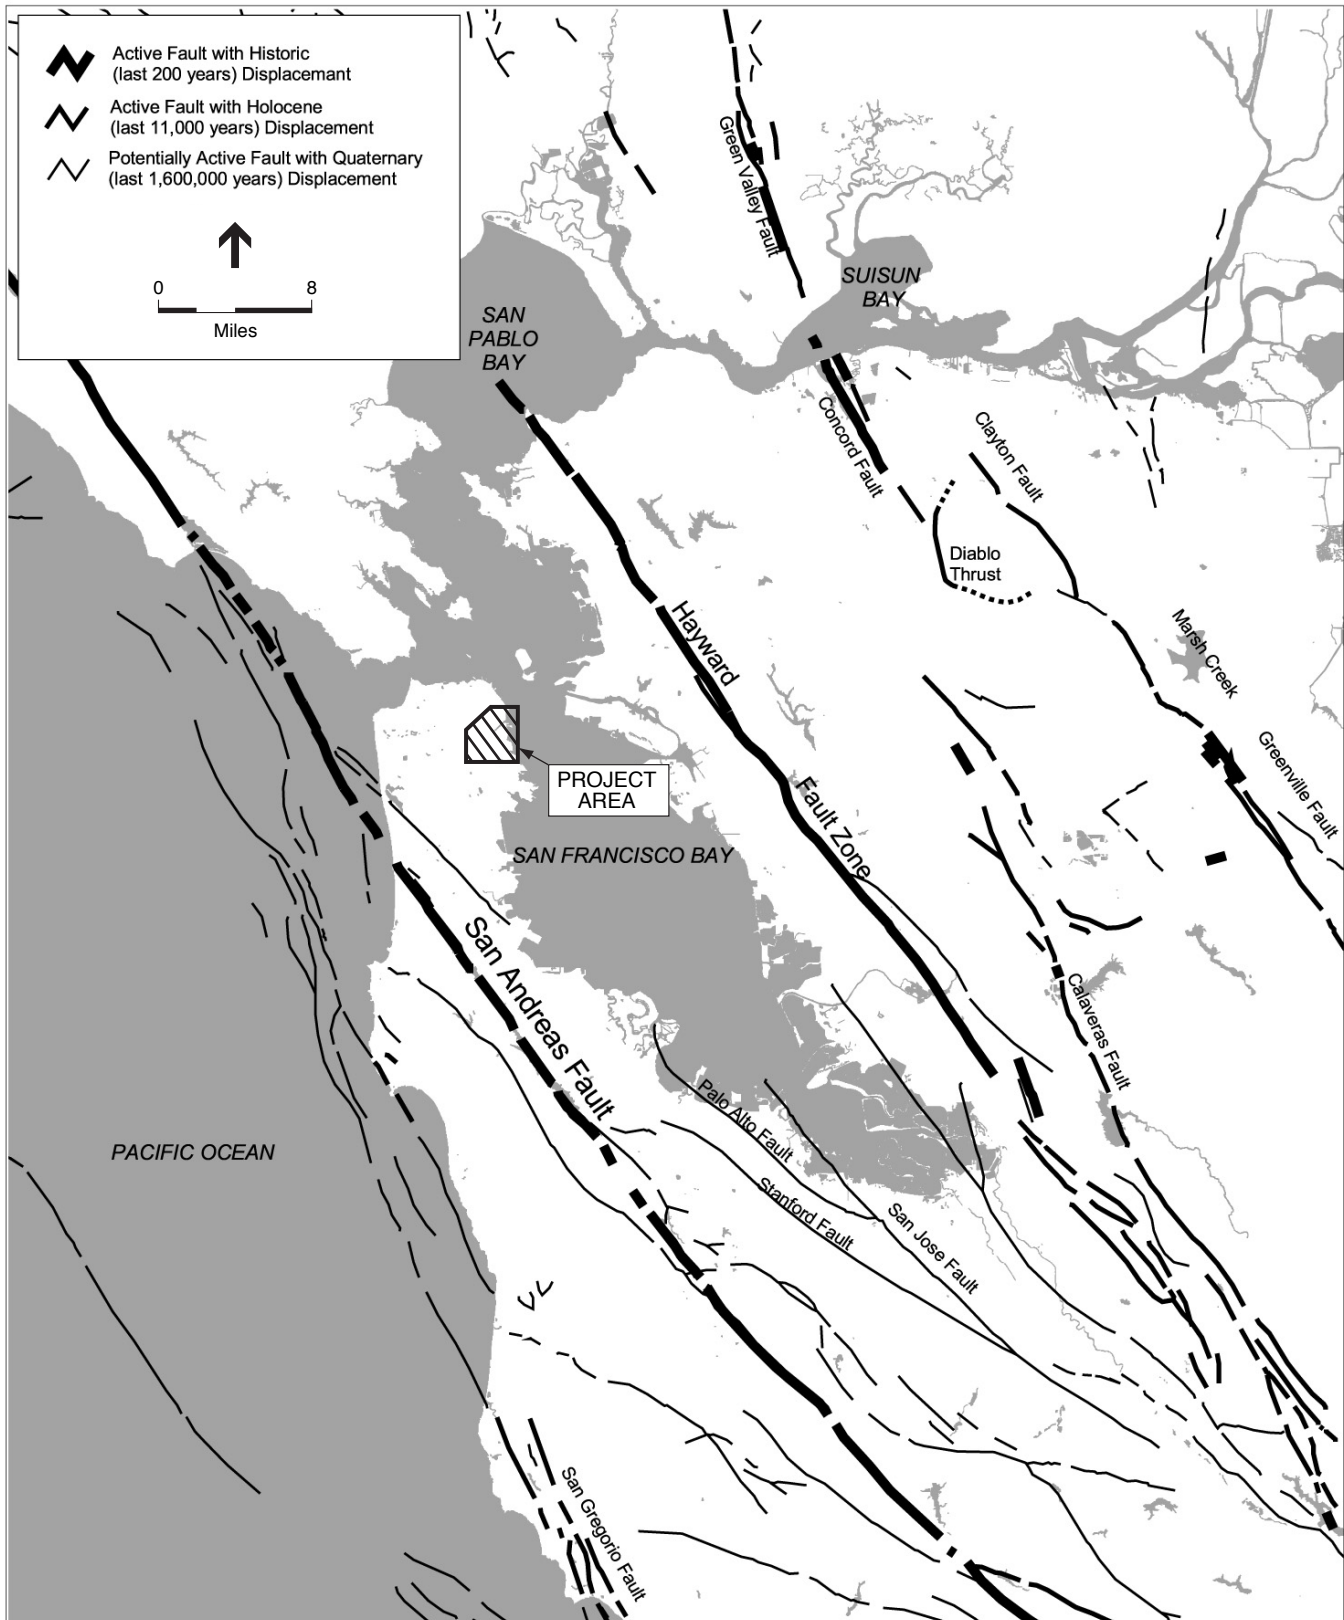 Active Fault with Historic
(last 200 years) Displacemant
Active Fault with Holocene
(last 11,000 years) Displacement
Potentially Active Fault with Quaternary
(last 1,600,000 years) Displacement
0 8
Miles
Green Valley Fault
SUISUN
BAY
SAN
PABLO
BAY
Concord Fault
Clayton Fault
Diablo
Thrust
Marsh Creek
Greenville Fault
Hayward
Fault Zone
PROJECT
AREA
SAN FRANCISCO BAY
San Andreas Fault
Calaveras Fault
Palo Alto Fault
Stanford Fault
San Jose Fault
PACIFIC OCEAN
San Gregorio Fault